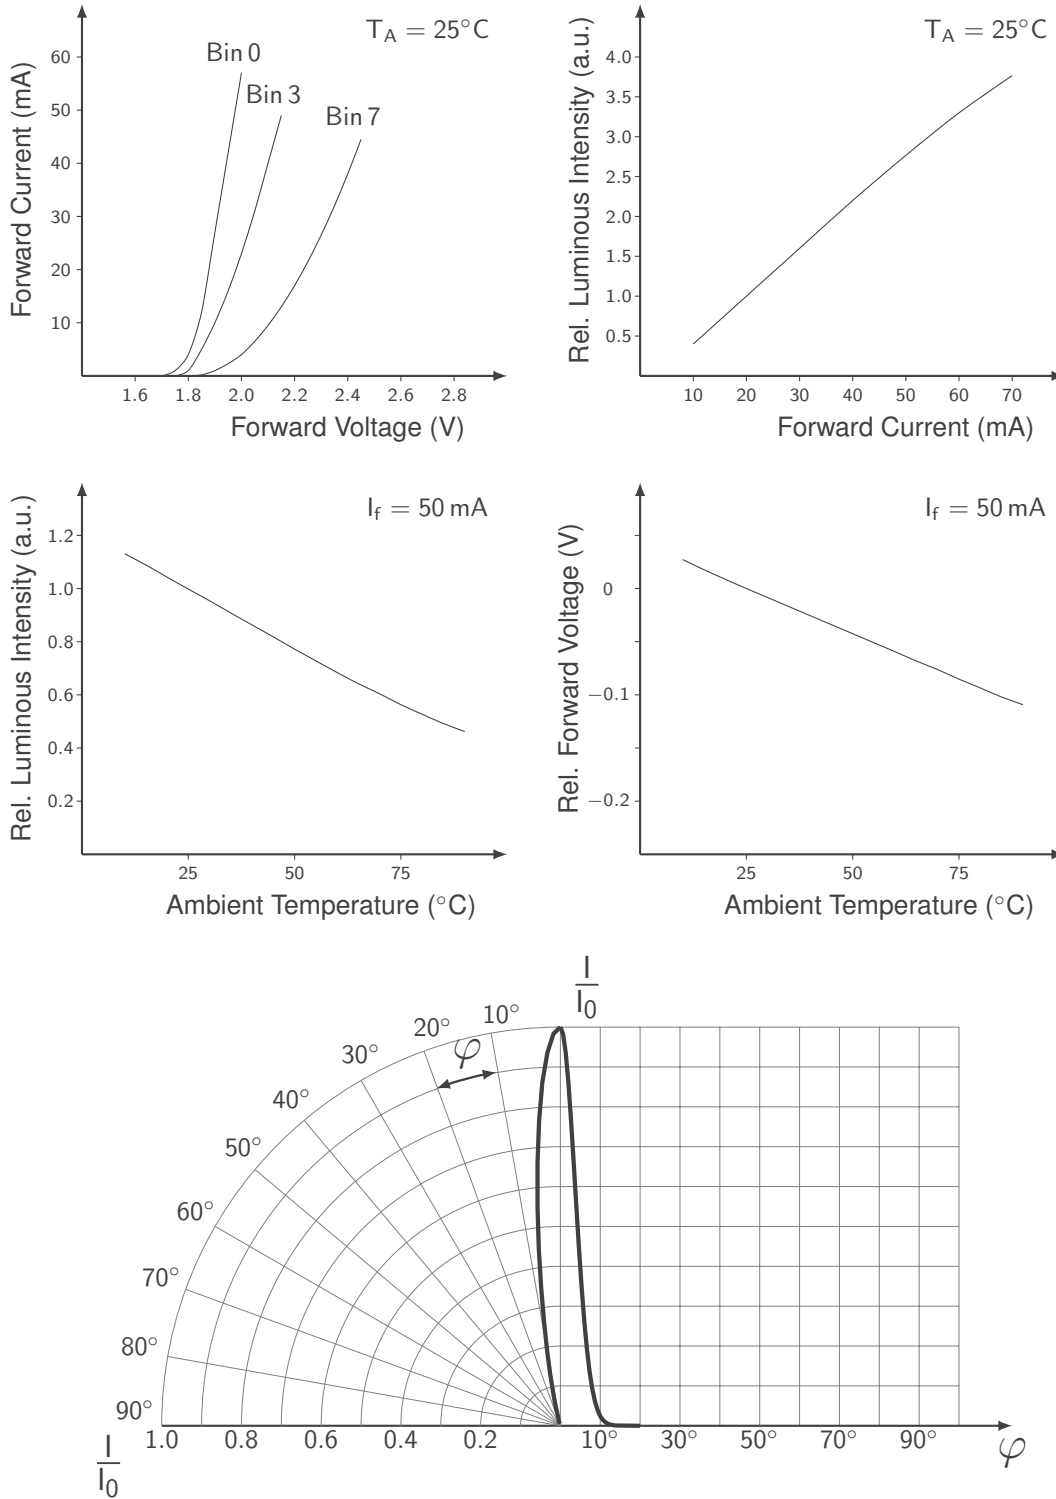 T_A = 25°C
Forward Current (mA)
60
50
40
30
20
10
Bin 0
Bin 3
Bin 7
1.6 1.8 2.0 2.2 2.4 2.6 2.8
Forward Voltage (V)
T_A = 25°C
Rel. Luminous Intensity (a.u.)
4.0
3.5
3.0
2.5
2.0
1.5
1.0
0.5
10 20 30 40 50 60 70
Forward Current (mA)
I_f = 50 mA
Rel. Luminous Intensity (a.u.)
1.2
1.0
0.8
0.6
0.4
0.2
25 50 75
Ambient Temperature (°C)
I_f = 50 mA
Rel. Forward Voltage (V)
0
−0.1
−0.2
25 50 75
Ambient Temperature (°C)
I
I_0
10°
20°
φ
30°
40°
50°
60°
70°
80°
90°
1.0 0.8 0.6 0.4 0.2 10° 30° 50° 70° 90° φ
I
I_0